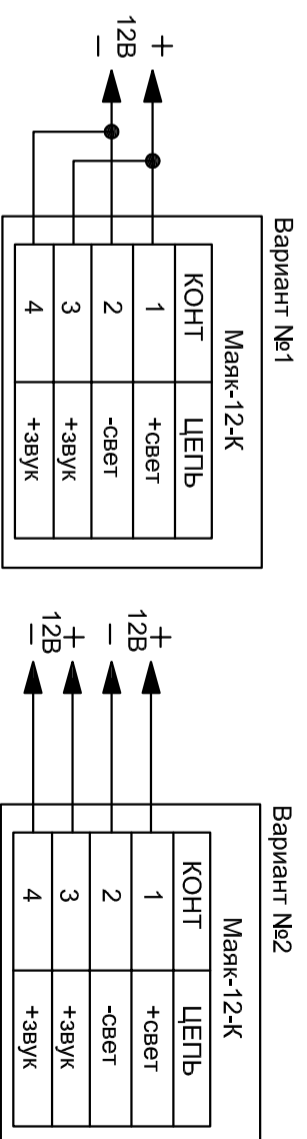 Вариант №1
Маяк-12-К
КОНТ ЦЕПЬ
+ 1 +свет
12В
– 2 -свет
3 +звук
4 +звук
Вариант №2
Маяк-12-К
КОНТ ЦЕПЬ
+ 1 +свет
12В
– 2 -свет
+ 3 +звук
12В
– 4 +звук